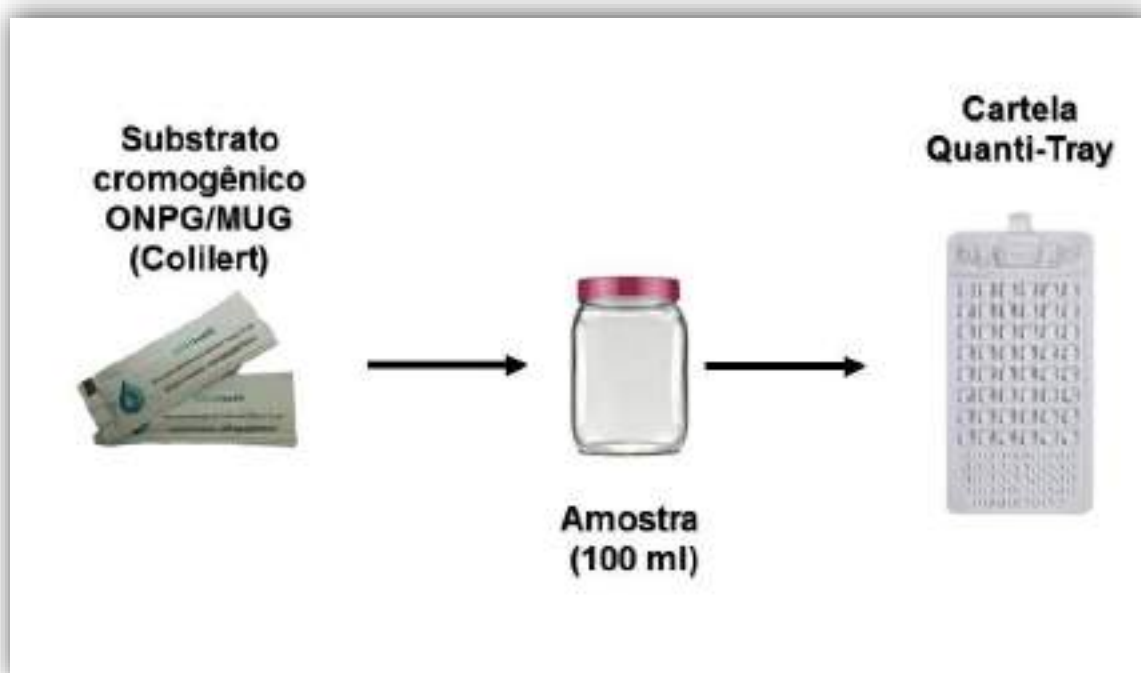 Substrato
cromogênico
ONPG/MUG
(Colilert)
Amostra
(100 ml)
Cartela
Quanti-Tray